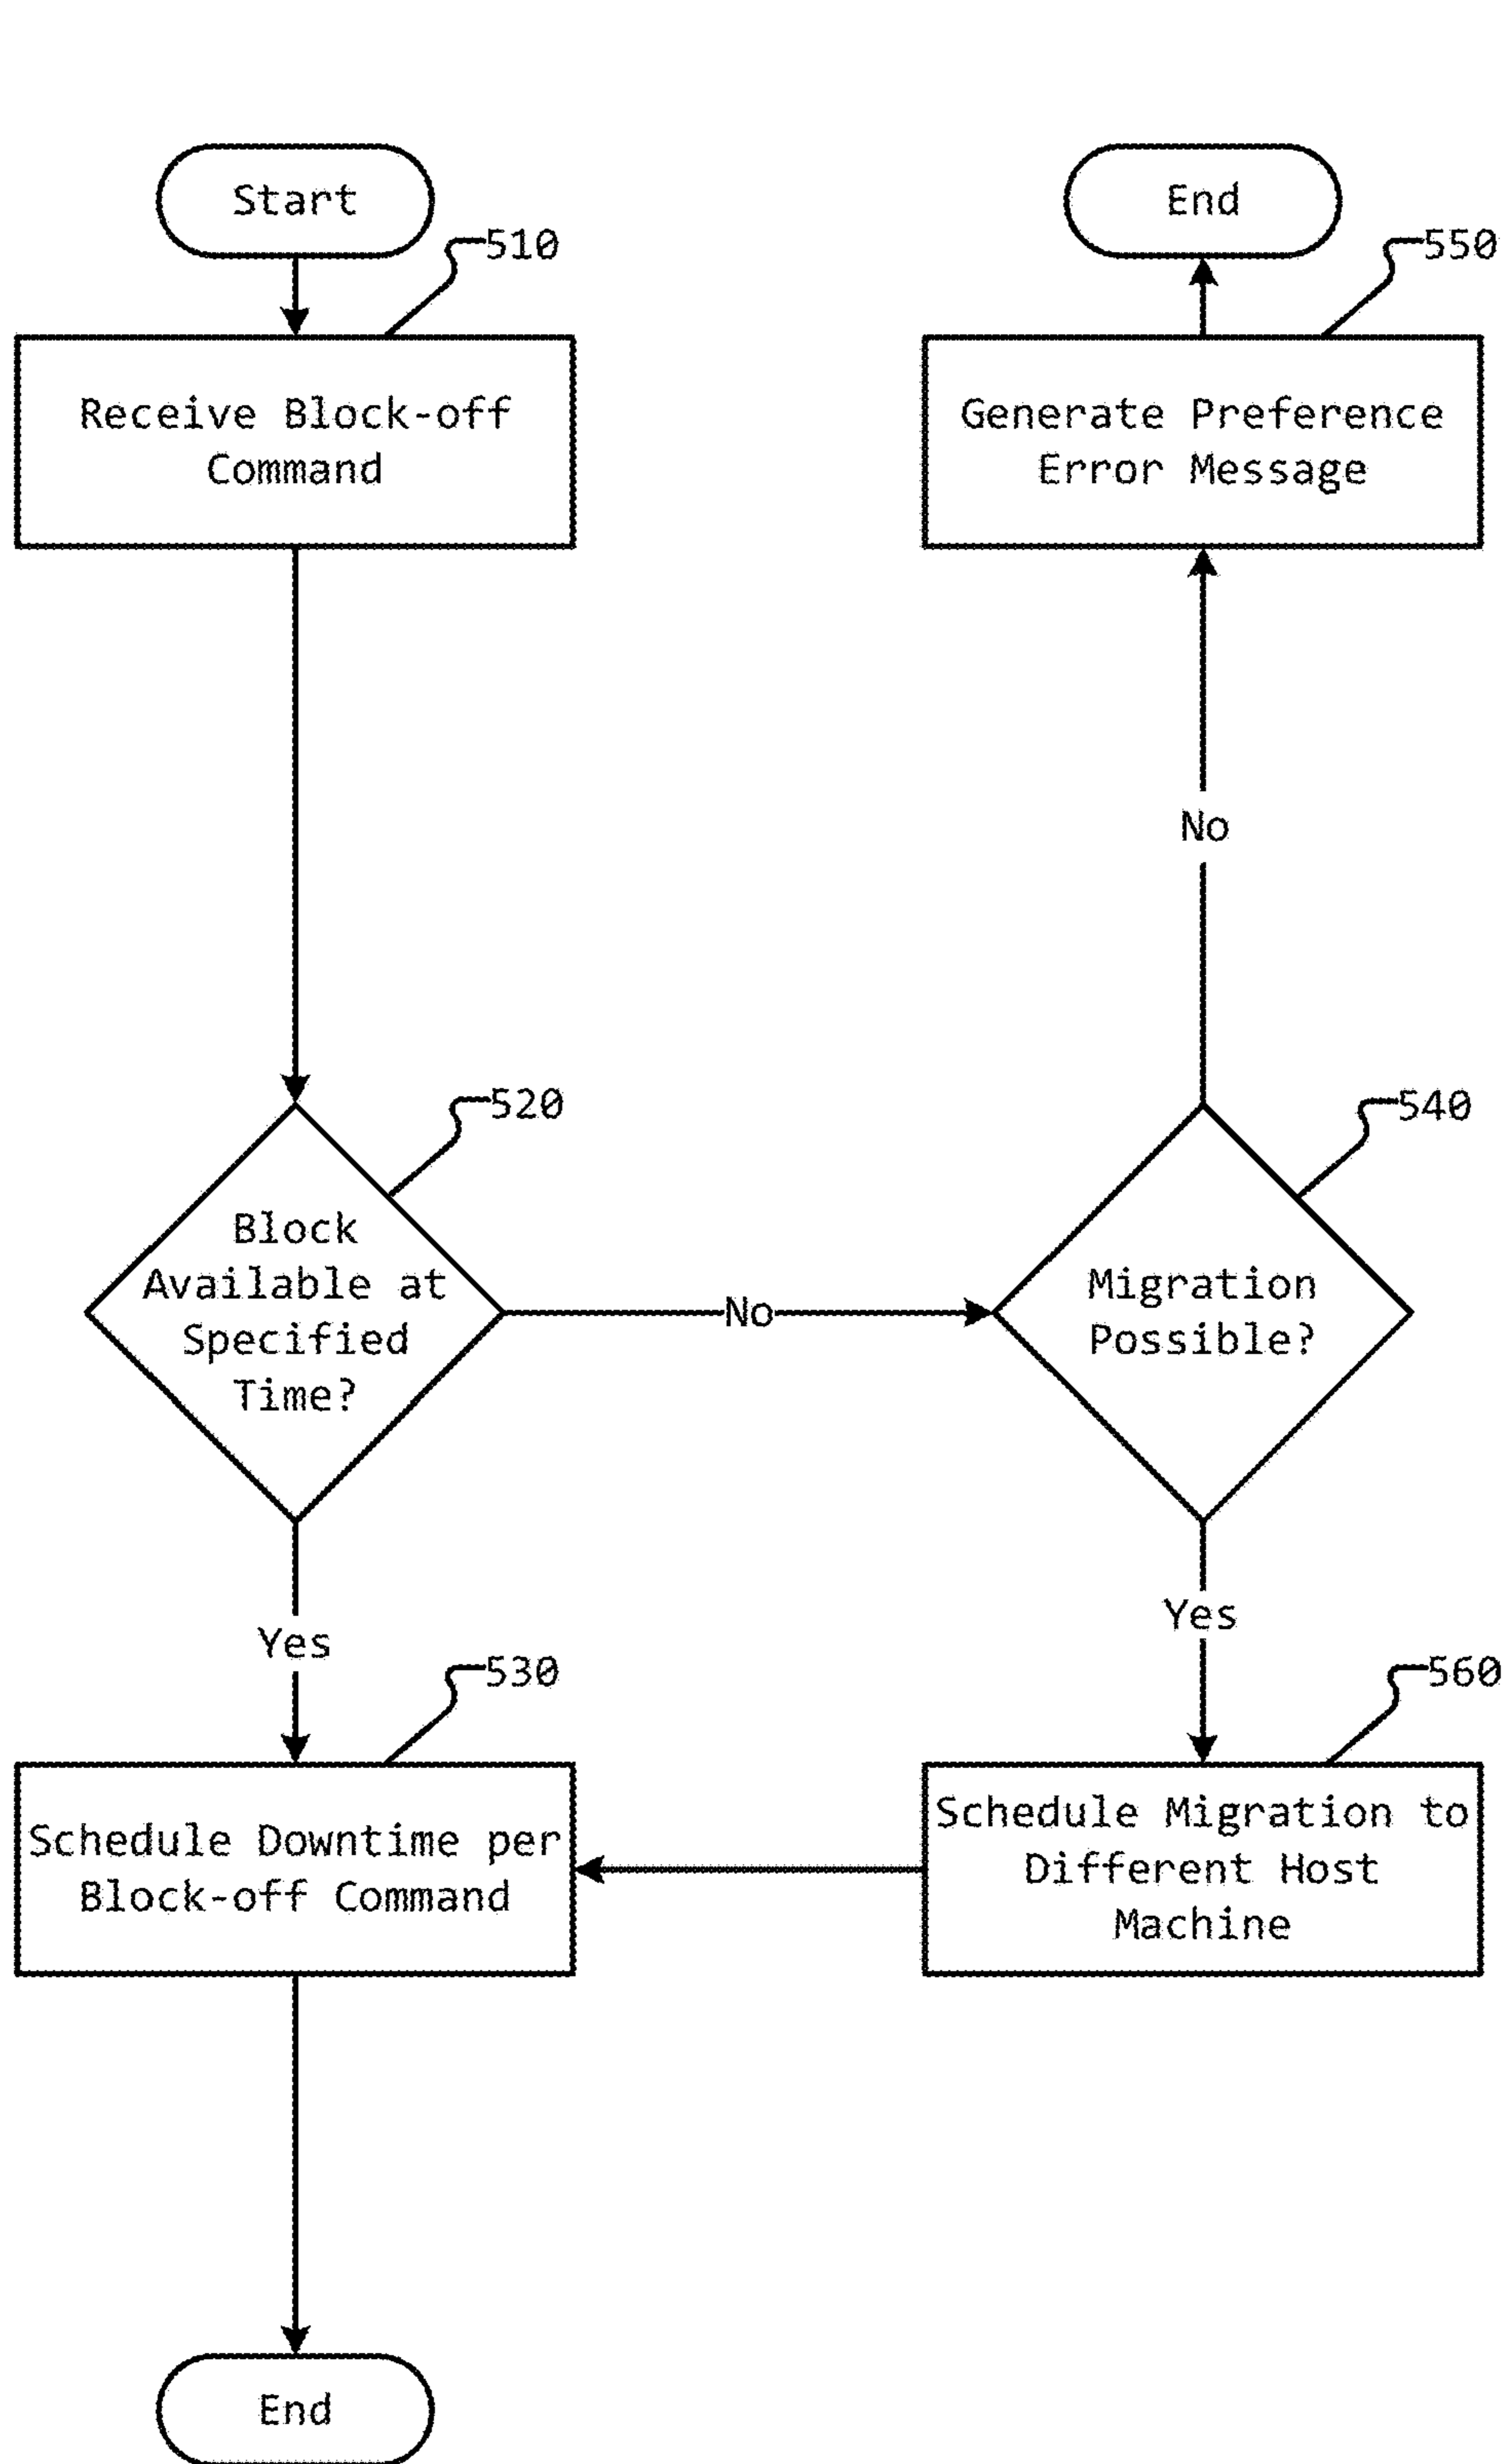 Start
510
Receive Block-off
Command
End
550
Generate Preference
Error Message
No
520
Block
Available at
Specified
Time?
No
540
Migration
Possible?
Yes
530
Schedule Downtime per
Block-off Command
Yes
560
Schedule Migration to
Different Host
Machine
End